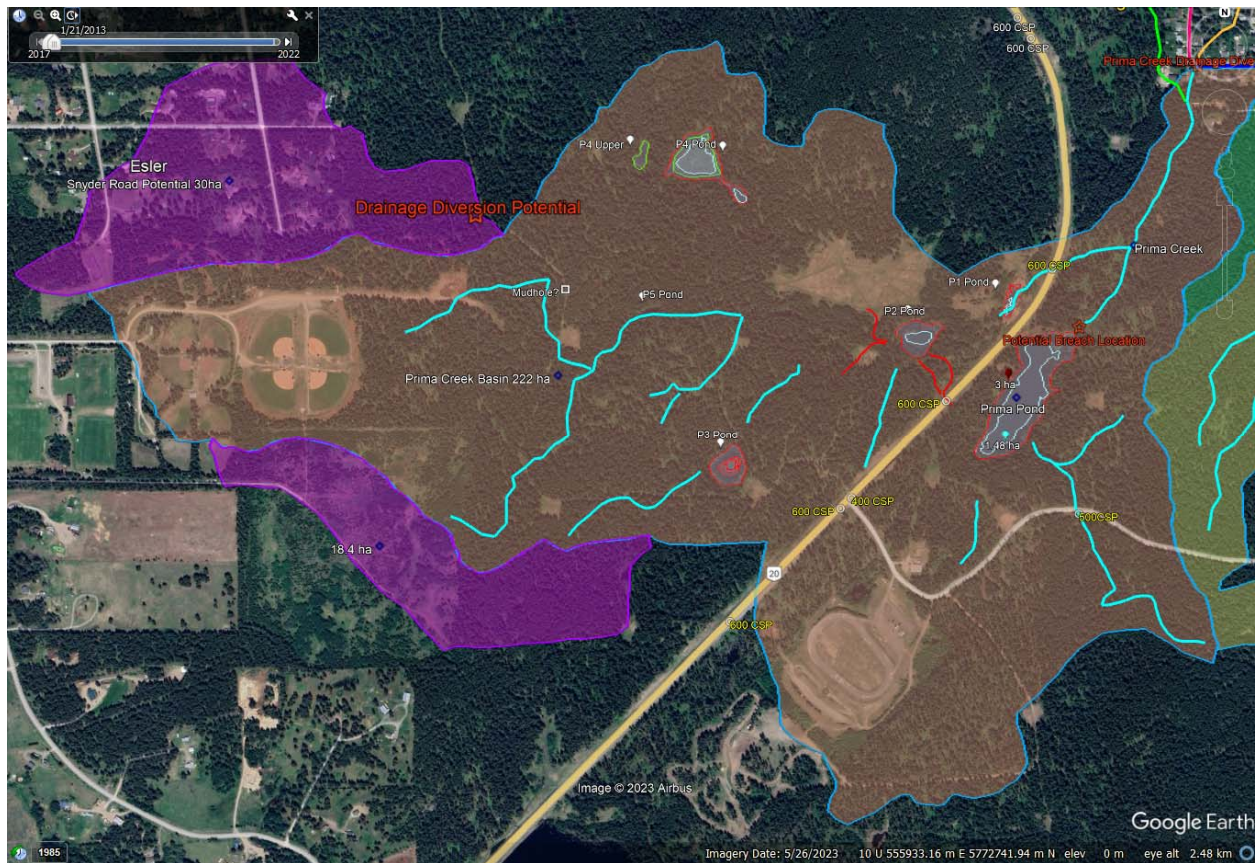 1/21/2013
2017
2022
N
600 CSP
600 CSP
Prima Creek Drainage Dive
P4 Upper
P4 Pond
Esler
Snyder Road Potential 30ha
Drainage Diversion Potential
Prima Creek
600 CSP
P1 Pond
Mudhole?
P5 Pond
P2 Pond
Potential Breach Location
Prima Creek Basin 222 ha
3 ha
600 CSP
Prima Pond
P3 Pond
1.48 ha
400 CSP
600 CSP
500CSP
18.4 ha
20
600 CSP
Image © 2023 Airbus
Google Earth
1985
Imagery Date: 5/26/2023 10 U 555933.16 m E 5772741.94 m N elev 0 m eye alt 2.48 km